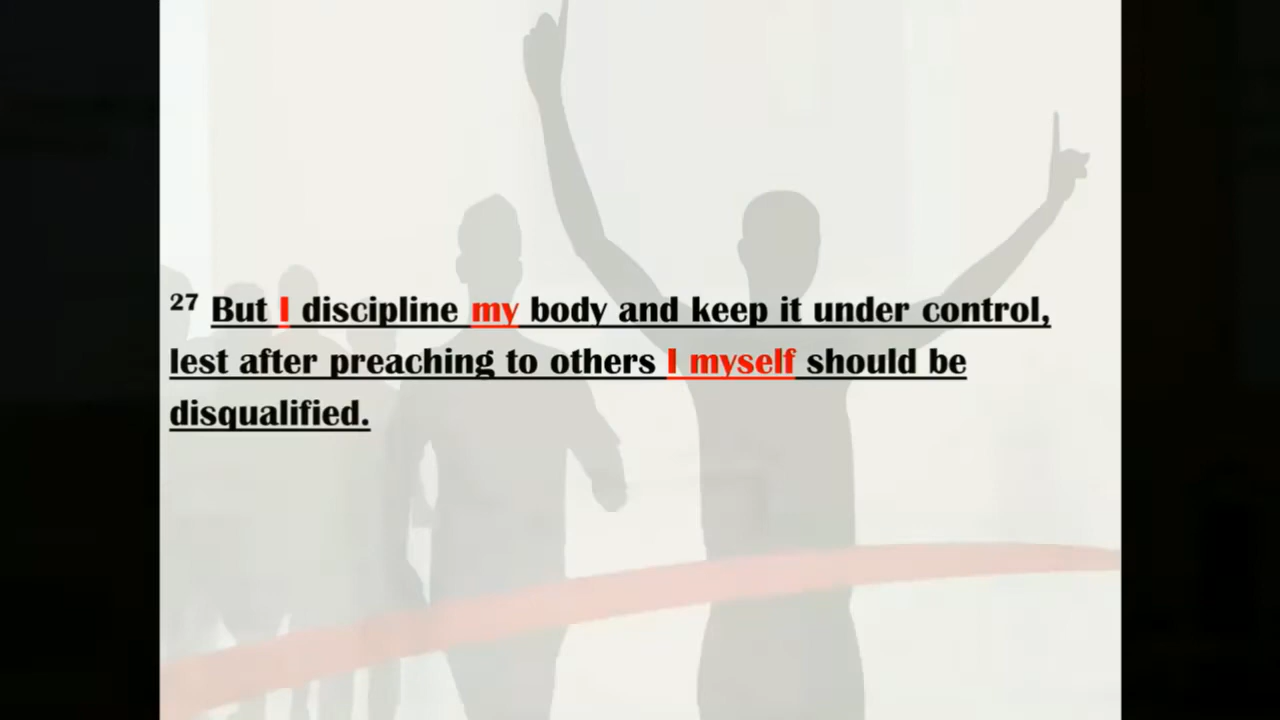 27 But I discipline my body and keep it under control,
lest after preaching to others I myself should be
disqualified.